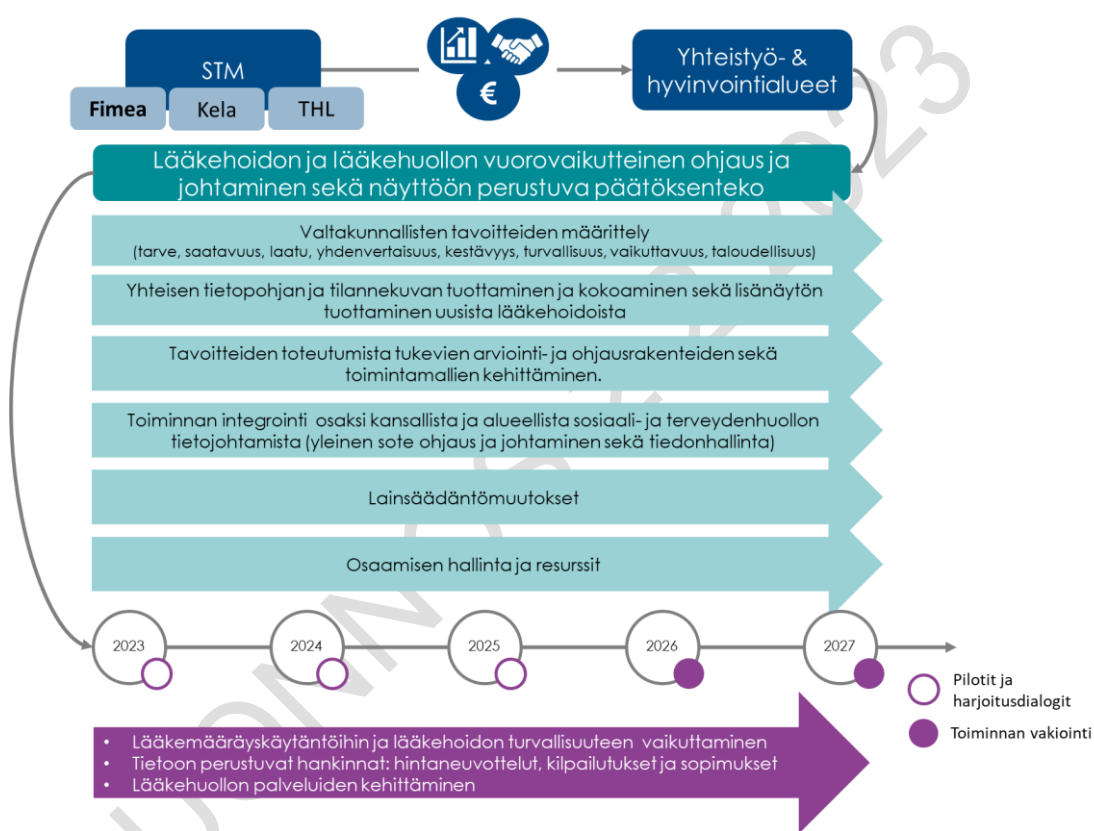 STM
Fimea
Kela
THL
€
Yhteistyö- &
hyvinvointialueet
Lääkehoidon ja lääkehuollon vuorovaikutteinen ohjaus ja
johtaminen sekä näyttöön perustuva päätöksenteko
Valtakunnallisten tavoitteiden määrittely
(tarve, saatavuus, laatu, yhdenvertaisuus, kestävyys, turvallisuus, vaikuttavuus, taloudellisuus)
Yhteisen tietopohjan ja tilannekuvan tuottaminen ja kokoaminen sekä lisänäytön
tuottaminen uusista lääkehoidoista
Tavoitteiden toteutumista tukevien arviointi- ja ohjausrakenteiden sekä
toimintamallien kehittäminen.
Toiminnan integrointi osaksi kansallista ja alueellista sosiaali- ja terveydenhuollon
tietojohtamista (yleinen sote ohjaus ja johtaminen sekä tiedonhallinta)
Lainsäädäntömuutokset
Osaamisen hallinta ja resurssit
2023
2024
2025
2026
2027
Pilotit ja
harjoitusdialogit
Toiminnan vakiointi
• Lääkemääräyskäytäntöihin ja lääkehoidon turvallisuuteen vaikuttaminen
• Tietoon perustuvat hankinnat: hintaneuvottelut, kilpailutukset ja sopimukset
• Lääkehuollon palveluiden kehittäminen